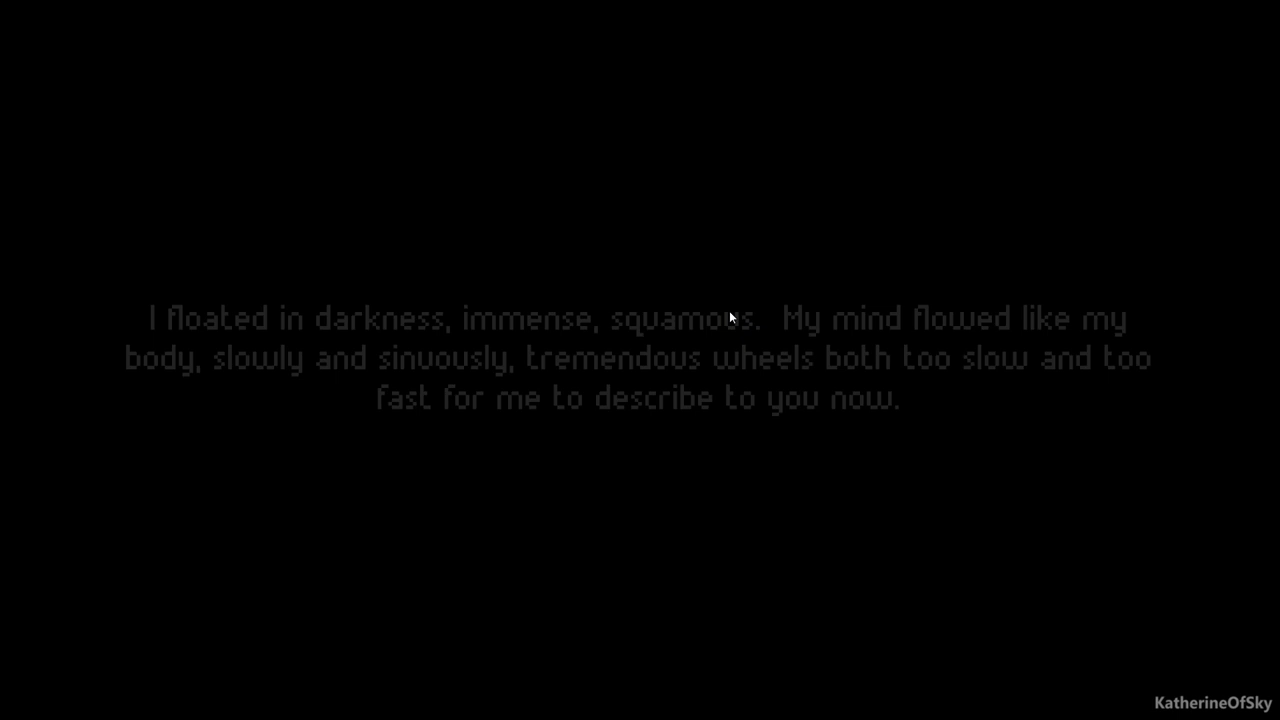 I floated in darkness, immense, squamous.  My mind flowed like my
body, slowly and sinuously, tremendous wheels both too slow and too
fast for me to describe to you now.
KatherineOfSky